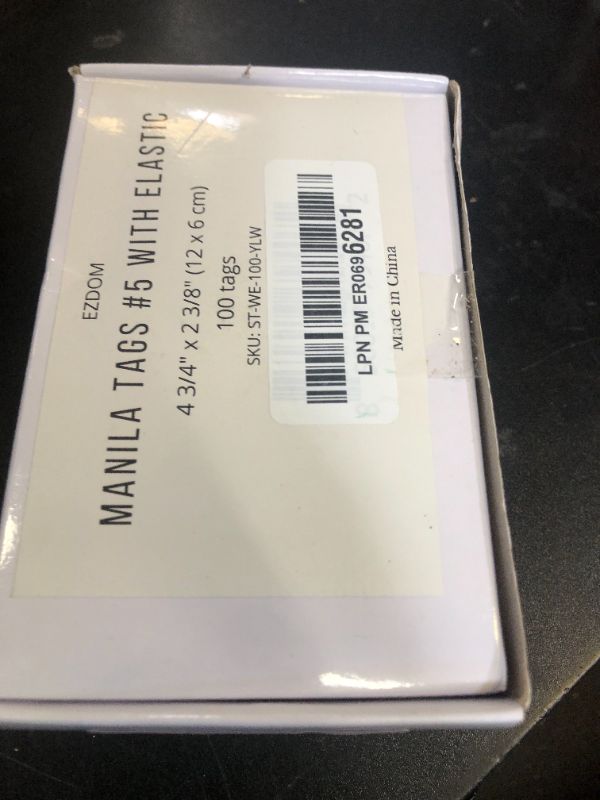 EZDOM
MANILA TAGS #5 WITH ELASTIC
4 3/4" x 2 3/8" (12 x 6 cm)
100 tags
SKU: ST-WE-100-YLW
LPN PM ER0696281
Made in China